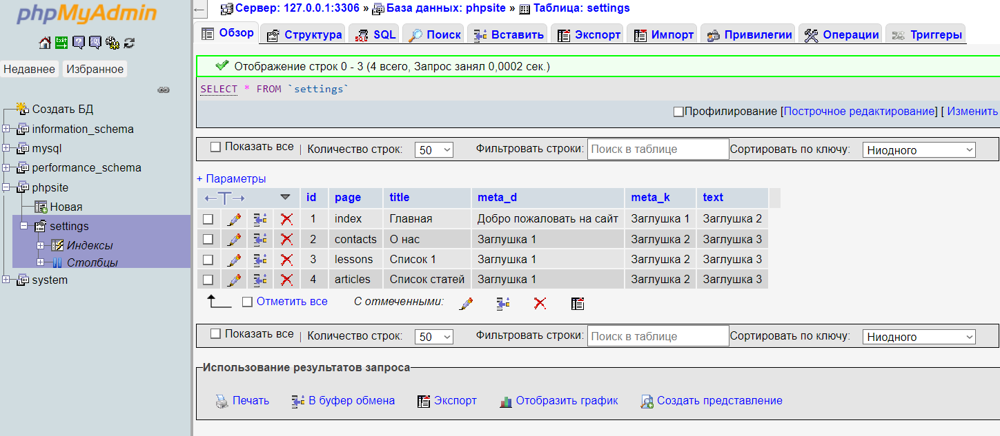 phpMyAdmin
Недавнее Избранное
Создать БД
information_schema
mysql
performance_schema
phpsite
Новая
settings
Индексы
Столбцы
system
← Сервер: 127.0.0.1:3306 » База данных: phpsite » Таблица: settings
Обзор Структура SQL Поиск Вставить Экспорт Импорт Привилегии Операции Триггеры
Отображение строк 0 - 3 (4 всего, Запрос занял 0,0002 сек.)
SELECT * FROM `settings`
Профилирование [Построчное редактирование] [ Изменить
Показать все | Количество строк: 50 Фильтровать строки: Поиск в таблице Сортировать по ключу: Ниодного
+ Параметры
←T→ id page title meta_d meta_k text
1 index Главная Добро пожаловать на сайт Заглушка 1 Заглушка 2
2 contacts О нас Заглушка 1 Заглушка 2 Заглушка 3
3 lessons Список 1 Заглушка 1 Заглушка 2 Заглушка 3
4 articles Список статей Заглушка 1 Заглушка 2 Заглушка 3
Отметить все С отмеченными:
Показать все | Количество строк: 50 Фильтровать строки: Поиск в таблице Сортировать по ключу: Ниодного
Использование результатов запроса
Печать В буфер обмена Экспорт Отобразить график Создать представление